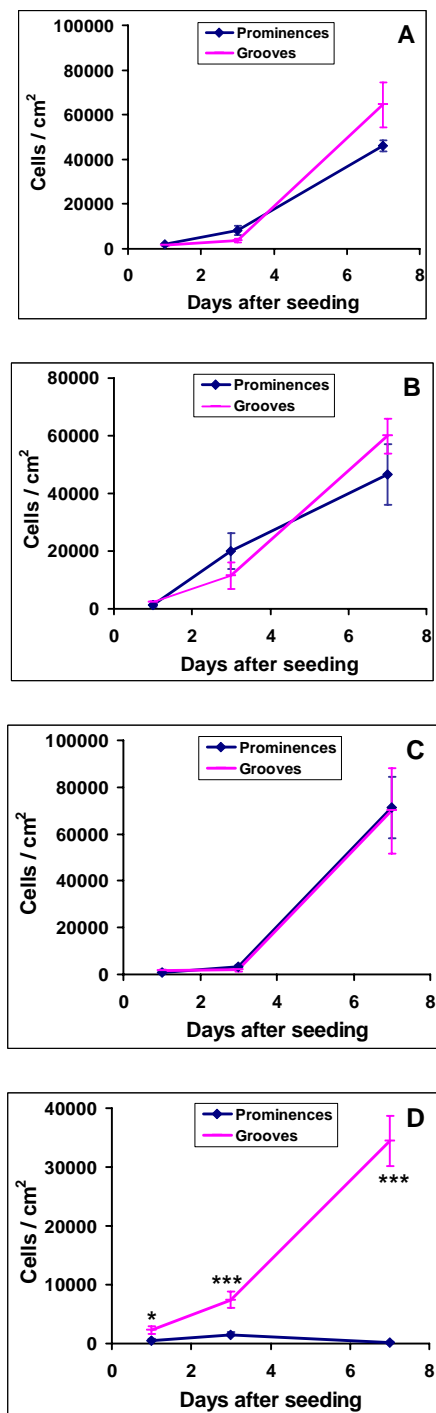 Prominences
Grooves
A
100000
80000
60000
40000
20000
0
Cells / cm²
0 2 4 6 8
Days after seeding
Prominences
Grooves
B
80000
60000
40000
20000
0
Cells / cm²
0 2 4 6 8
Days after seeding
Prominences
Grooves
C
100000
80000
60000
40000
20000
0
Cells / cm²
0 2 4 6 8
Days after seeding
Prominences
Grooves
D
40000
30000
20000
10000
0
Cells / cm²
*
***
***
0 2 4 6 8
Days after seeding